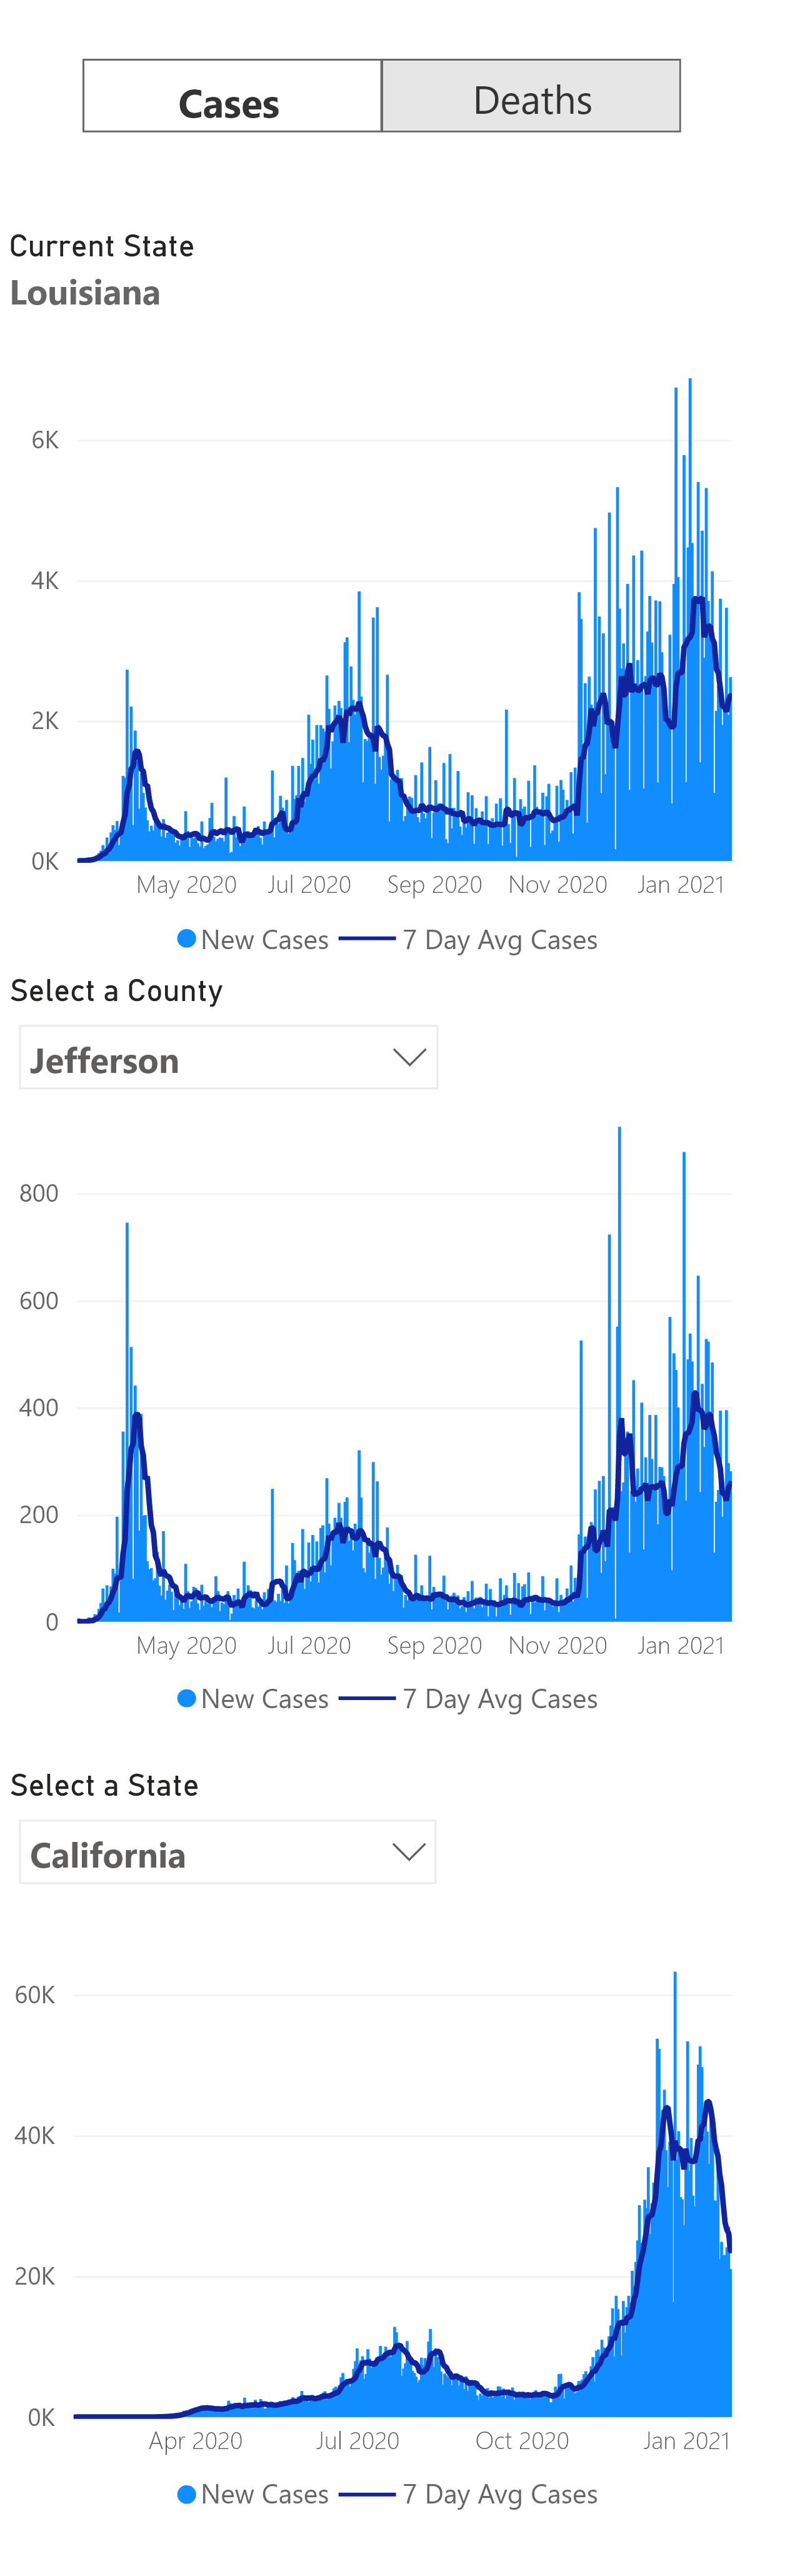 Cases Deaths
Current State
Louisiana
6K
4K
2K
0K
May 2020 Jul 2020 Sep 2020 Nov 2020 Jan 2021
New Cases 7 Day Avg Cases
Select a County
Jefferson
800
600
400
200
0
May 2020 Jul 2020 Sep 2020 Nov 2020 Jan 2021
New Cases 7 Day Avg Cases
Select a State
California
60K
40K
20K
0K
Apr 2020 Jul 2020 Oct 2020 Jan 2021
New Cases 7 Day Avg Cases